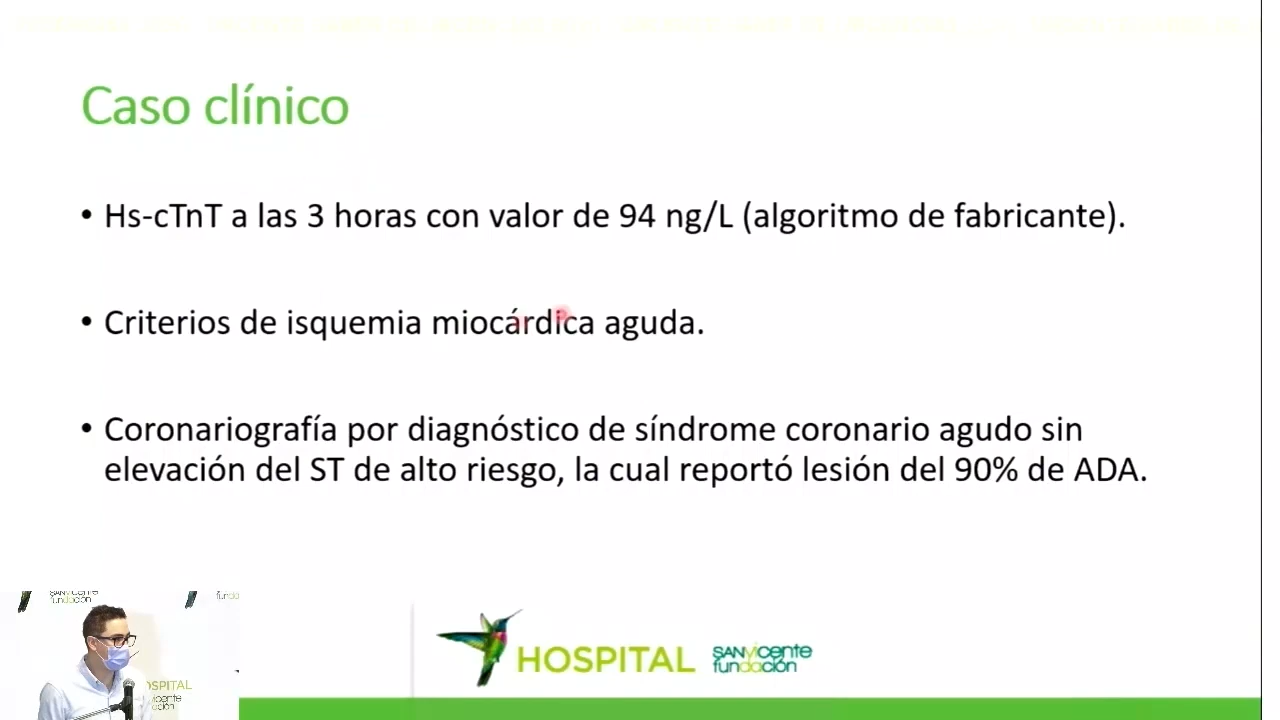 Caso clínico
• Hs-cTnT a las 3 horas con valor de 94 ng/L (algoritmo de fabricante).
• Criterios de isquemia miocárdica aguda.
• Coronariografía por diagnóstico de síndrome coronario agudo sin
elevación del ST de alto riesgo, la cual reportó lesión del 90% de ADA.
HOSPITAL
SANvicente
fundación